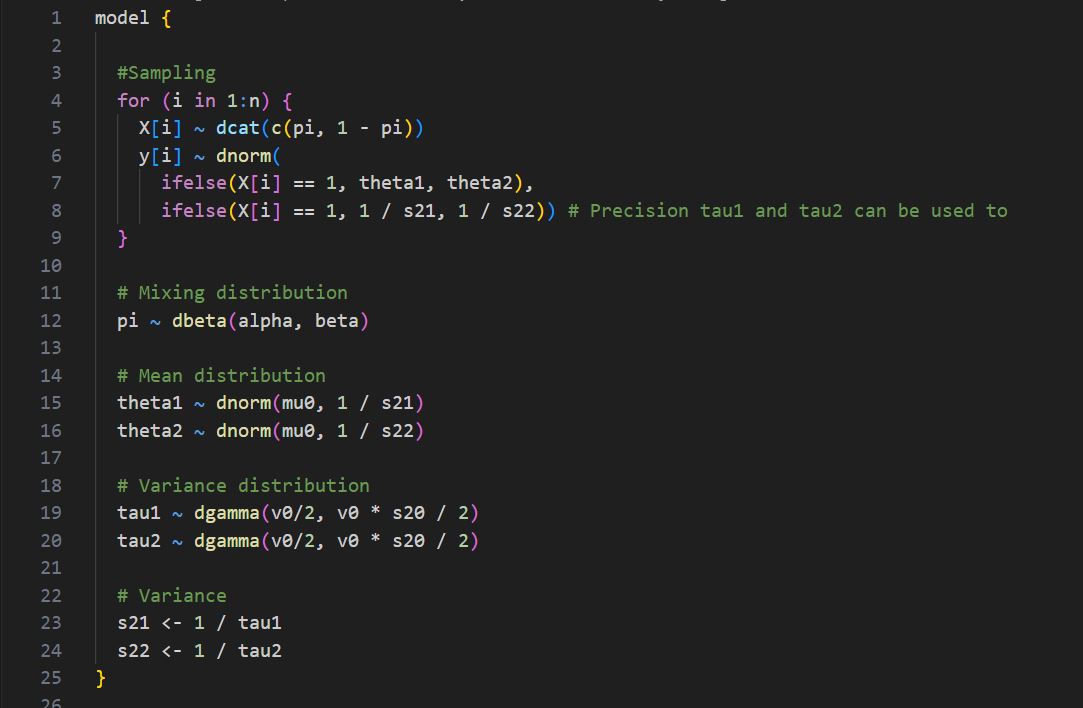 1 model {
2
3 #Sampling
4 for (i in 1:n) {
5 X[i] ~ dcat(c(pi, 1 - pi))
6 y[i] ~ dnorm(
7 ifelse(X[i] == 1, theta1, theta2),
8 ifelse(X[i] == 1, 1 / s21, 1 / s22)) # Precision tau1 and tau2 can be used to
9 }
10
11 # Mixing distribution
12 pi ~ dbeta(alpha, beta)
13
14 # Mean distribution
15 theta1 ~ dnorm(mu0, 1 / s21)
16 theta2 ~ dnorm(mu0, 1 / s22)
17
18 # Variance distribution
19 tau1 ~ dgamma(v0/2, v0 * s20 / 2)
20 tau2 ~ dgamma(v0/2, v0 * s20 / 2)
21
22 # Variance
23 s21 <- 1 / tau1
24 s22 <- 1 / tau2
25 }
26